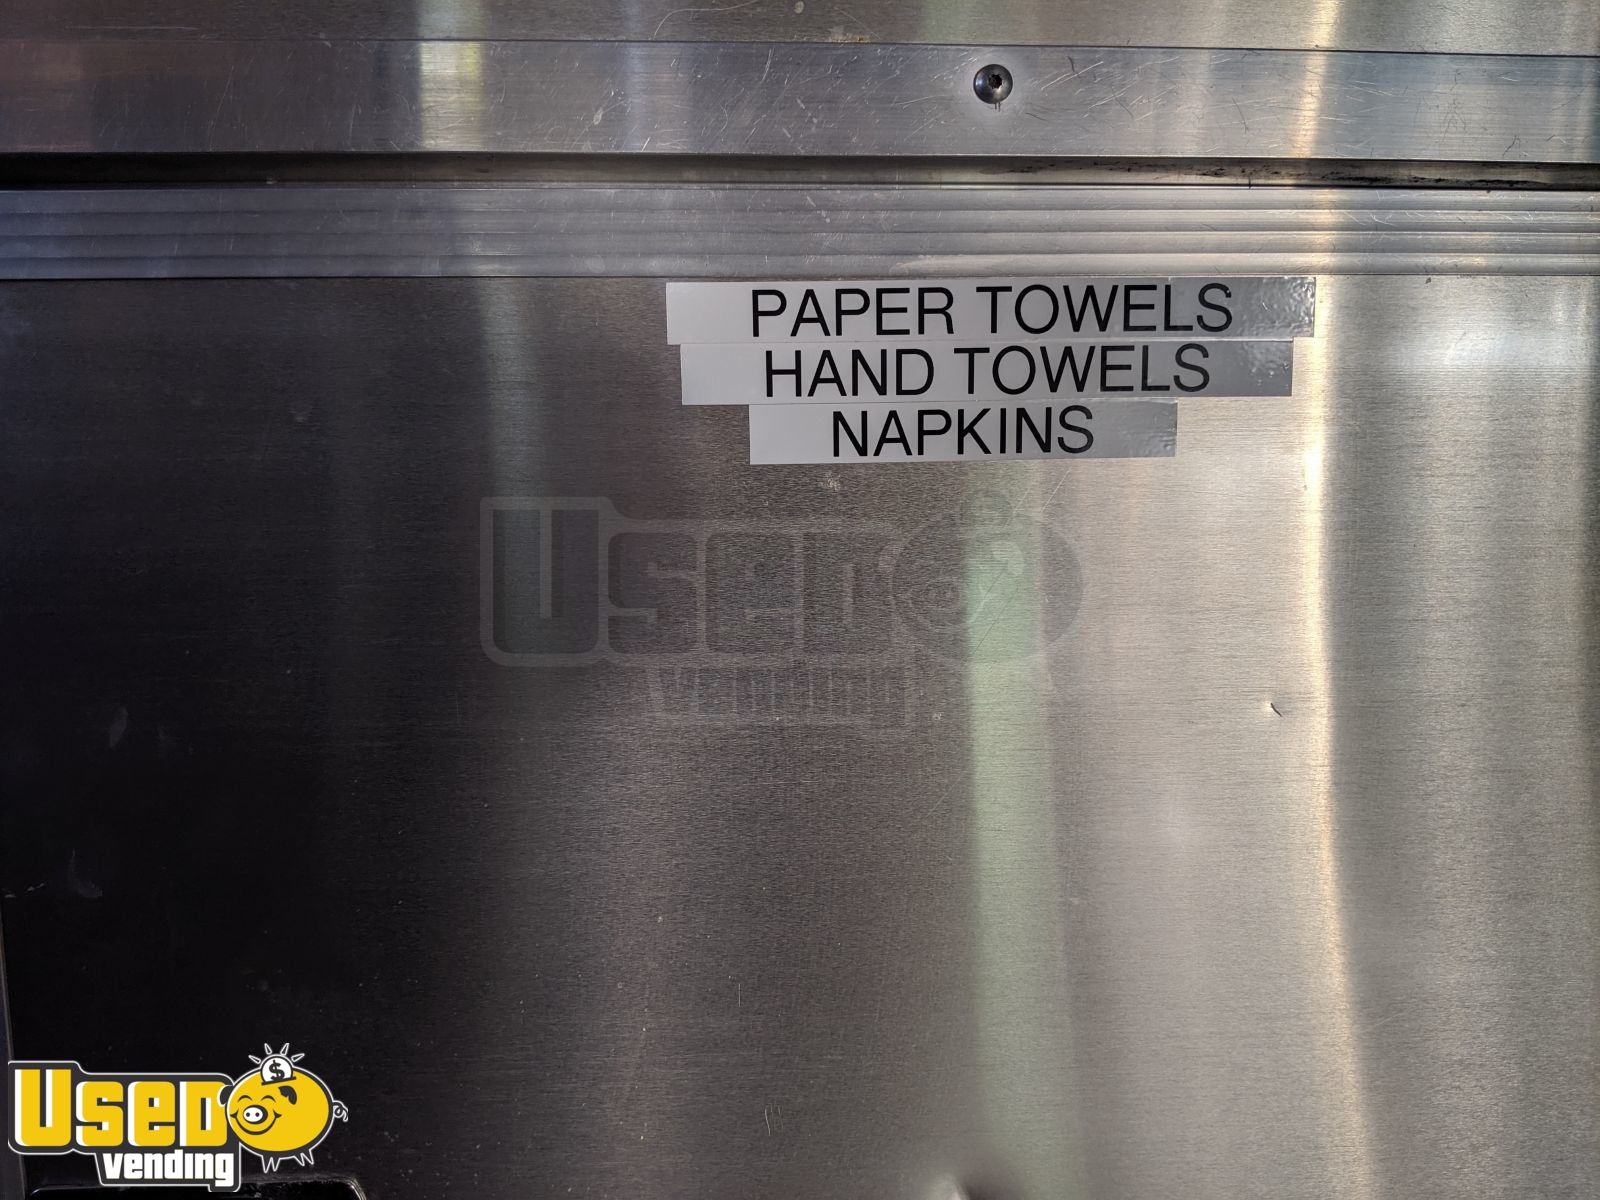 PAPER TOWELS
HAND TOWELS
NAPKINS
USED
vending
$
USED
vending